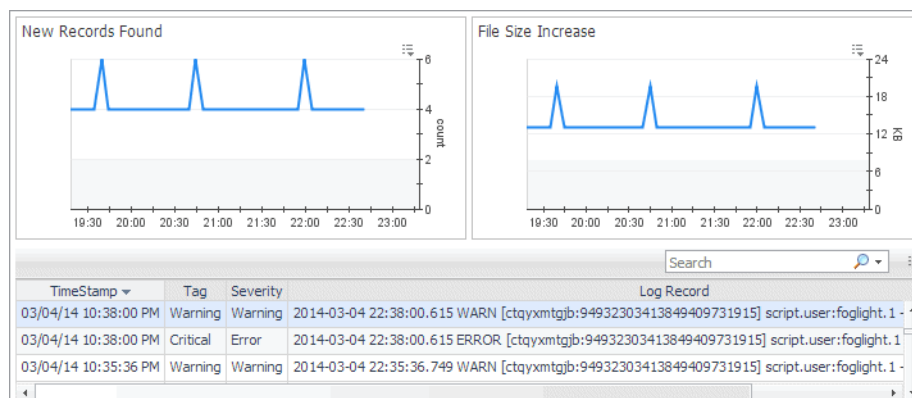 New Records Found
File Size Increase
6
4
2
0
count
19:30 20:00 20:30 21:00 21:30 22:00 22:30 23:00
24
18
12
6
0
KB
19:30 20:00 20:30 21:00 21:30 22:00 22:30 23:00
Search
TimeStamp Tag Severity Log Record
03/04/14 10:38:00 PM Warning Warning 2014-03-04 22:38:00.615 WARN [ctqyxmtgjb:94932303413849409731915] script.user:foglight.1 -
03/04/14 10:38:00 PM Critical Error 2014-03-04 22:38:00.615 ERROR [ctqyxmtgjb:94932303413849409731915] script.user:foglight.1
03/04/14 10:35:36 PM Warning Warning 2014-03-04 22:35:36.749 WARN [ctqyxmtgjb:94932303413849409731915] script.user:foglight.1 -